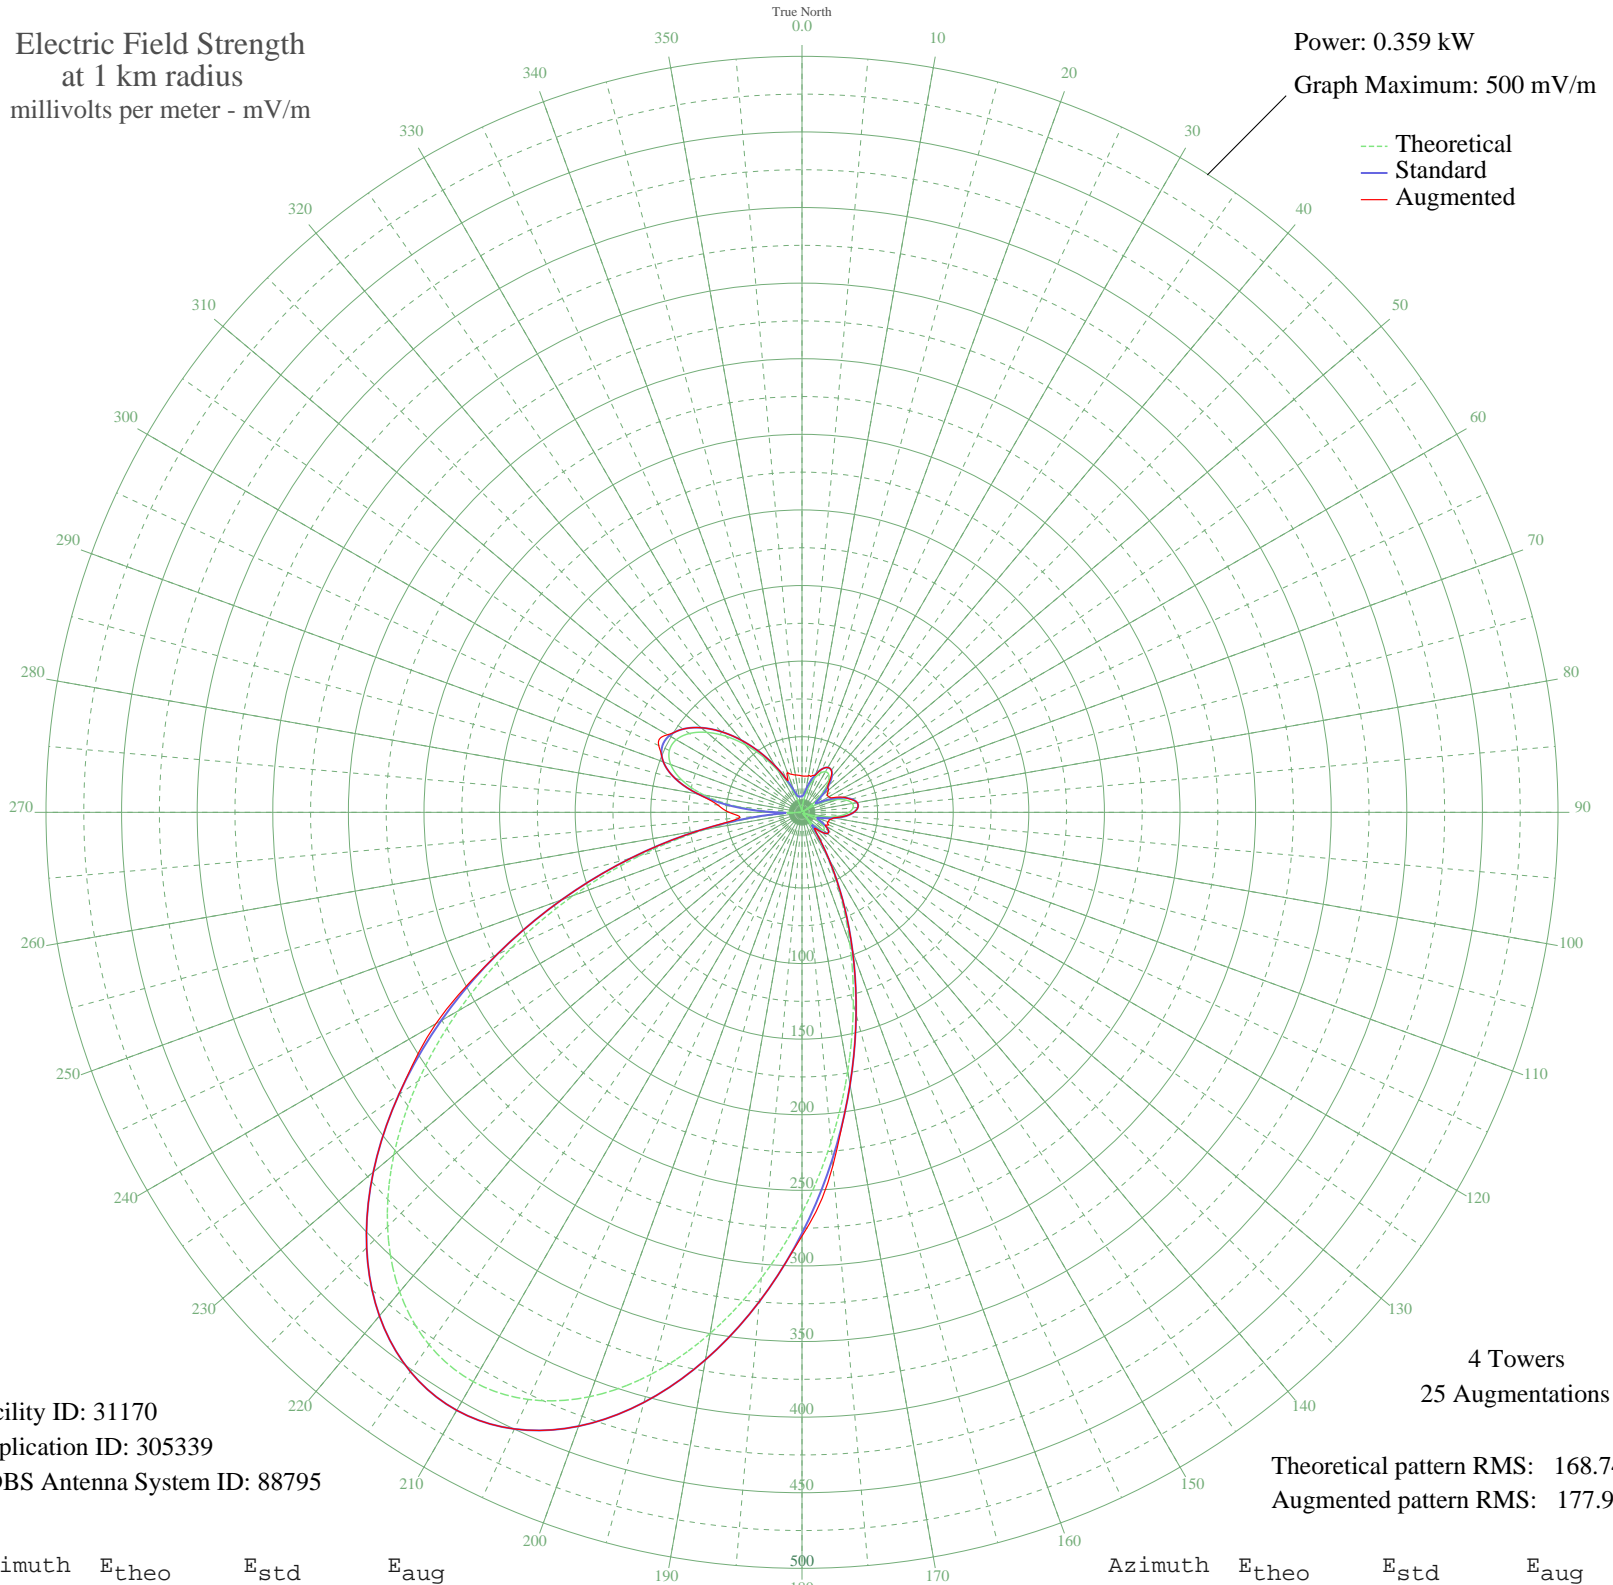 True North
Electric Field Strength
at 1 km radius
millivolts per meter - mV/m
Power: 0.359 kW
Graph Maximum: 500 mV/m
Theoretical
Standard
Augmented
0.0
10
20
30
40
50
60
70
80
90
100
110
120
130
140
150
160
170
190
200
210
220
230
240
250
260
270
280
290
300
310
320
330
340
350
100
150
200
250
300
350
400
450
500
4 Towers
25 Augmentations
cility ID: 31170
plication ID: 305339
DBS Antenna System ID: 88795
Theoretical pattern RMS: 168.74
Augmented pattern RMS: 177.9
imuth Etheo Estd Eaug
Azimuth Etheo Estd Eaug